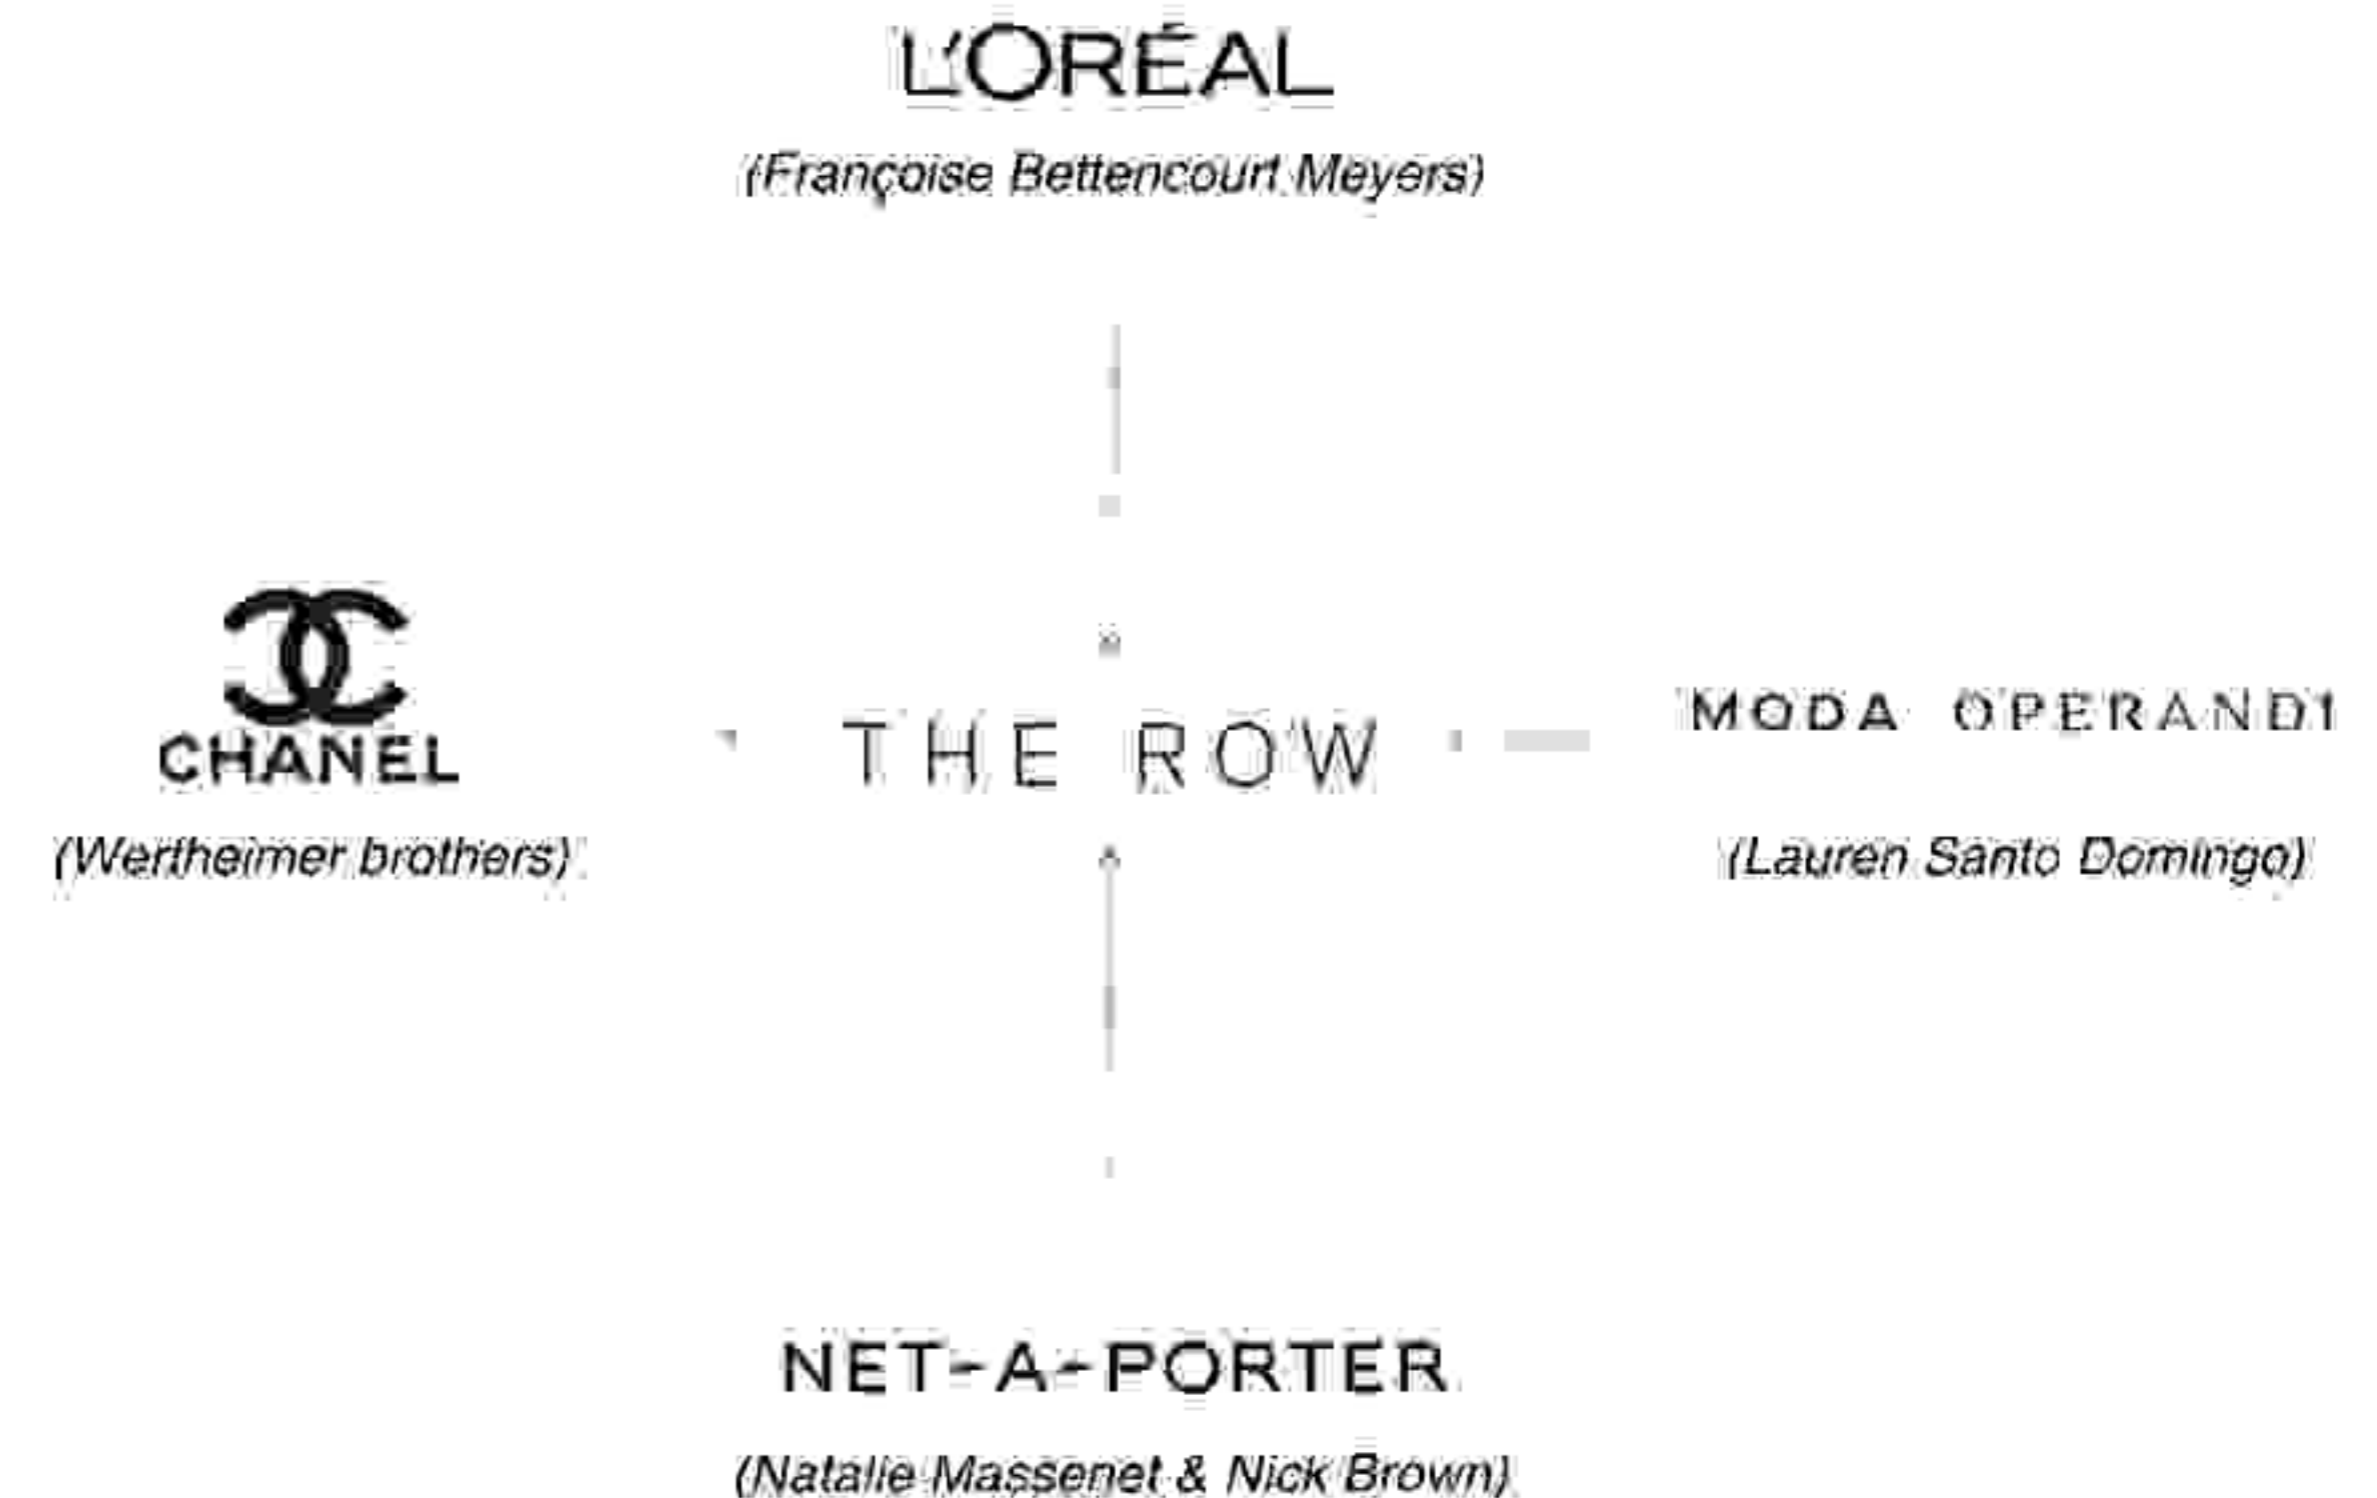 L'ORÉAL
(Françoise Bettencourt Meyers)
CHANEL
(Wertheimer brothers)
THE ROW
MODA OPERANDI
(Lauren Santo Domingo)
NET-A-PORTER
(Natalie Massenet & Nick Brown)